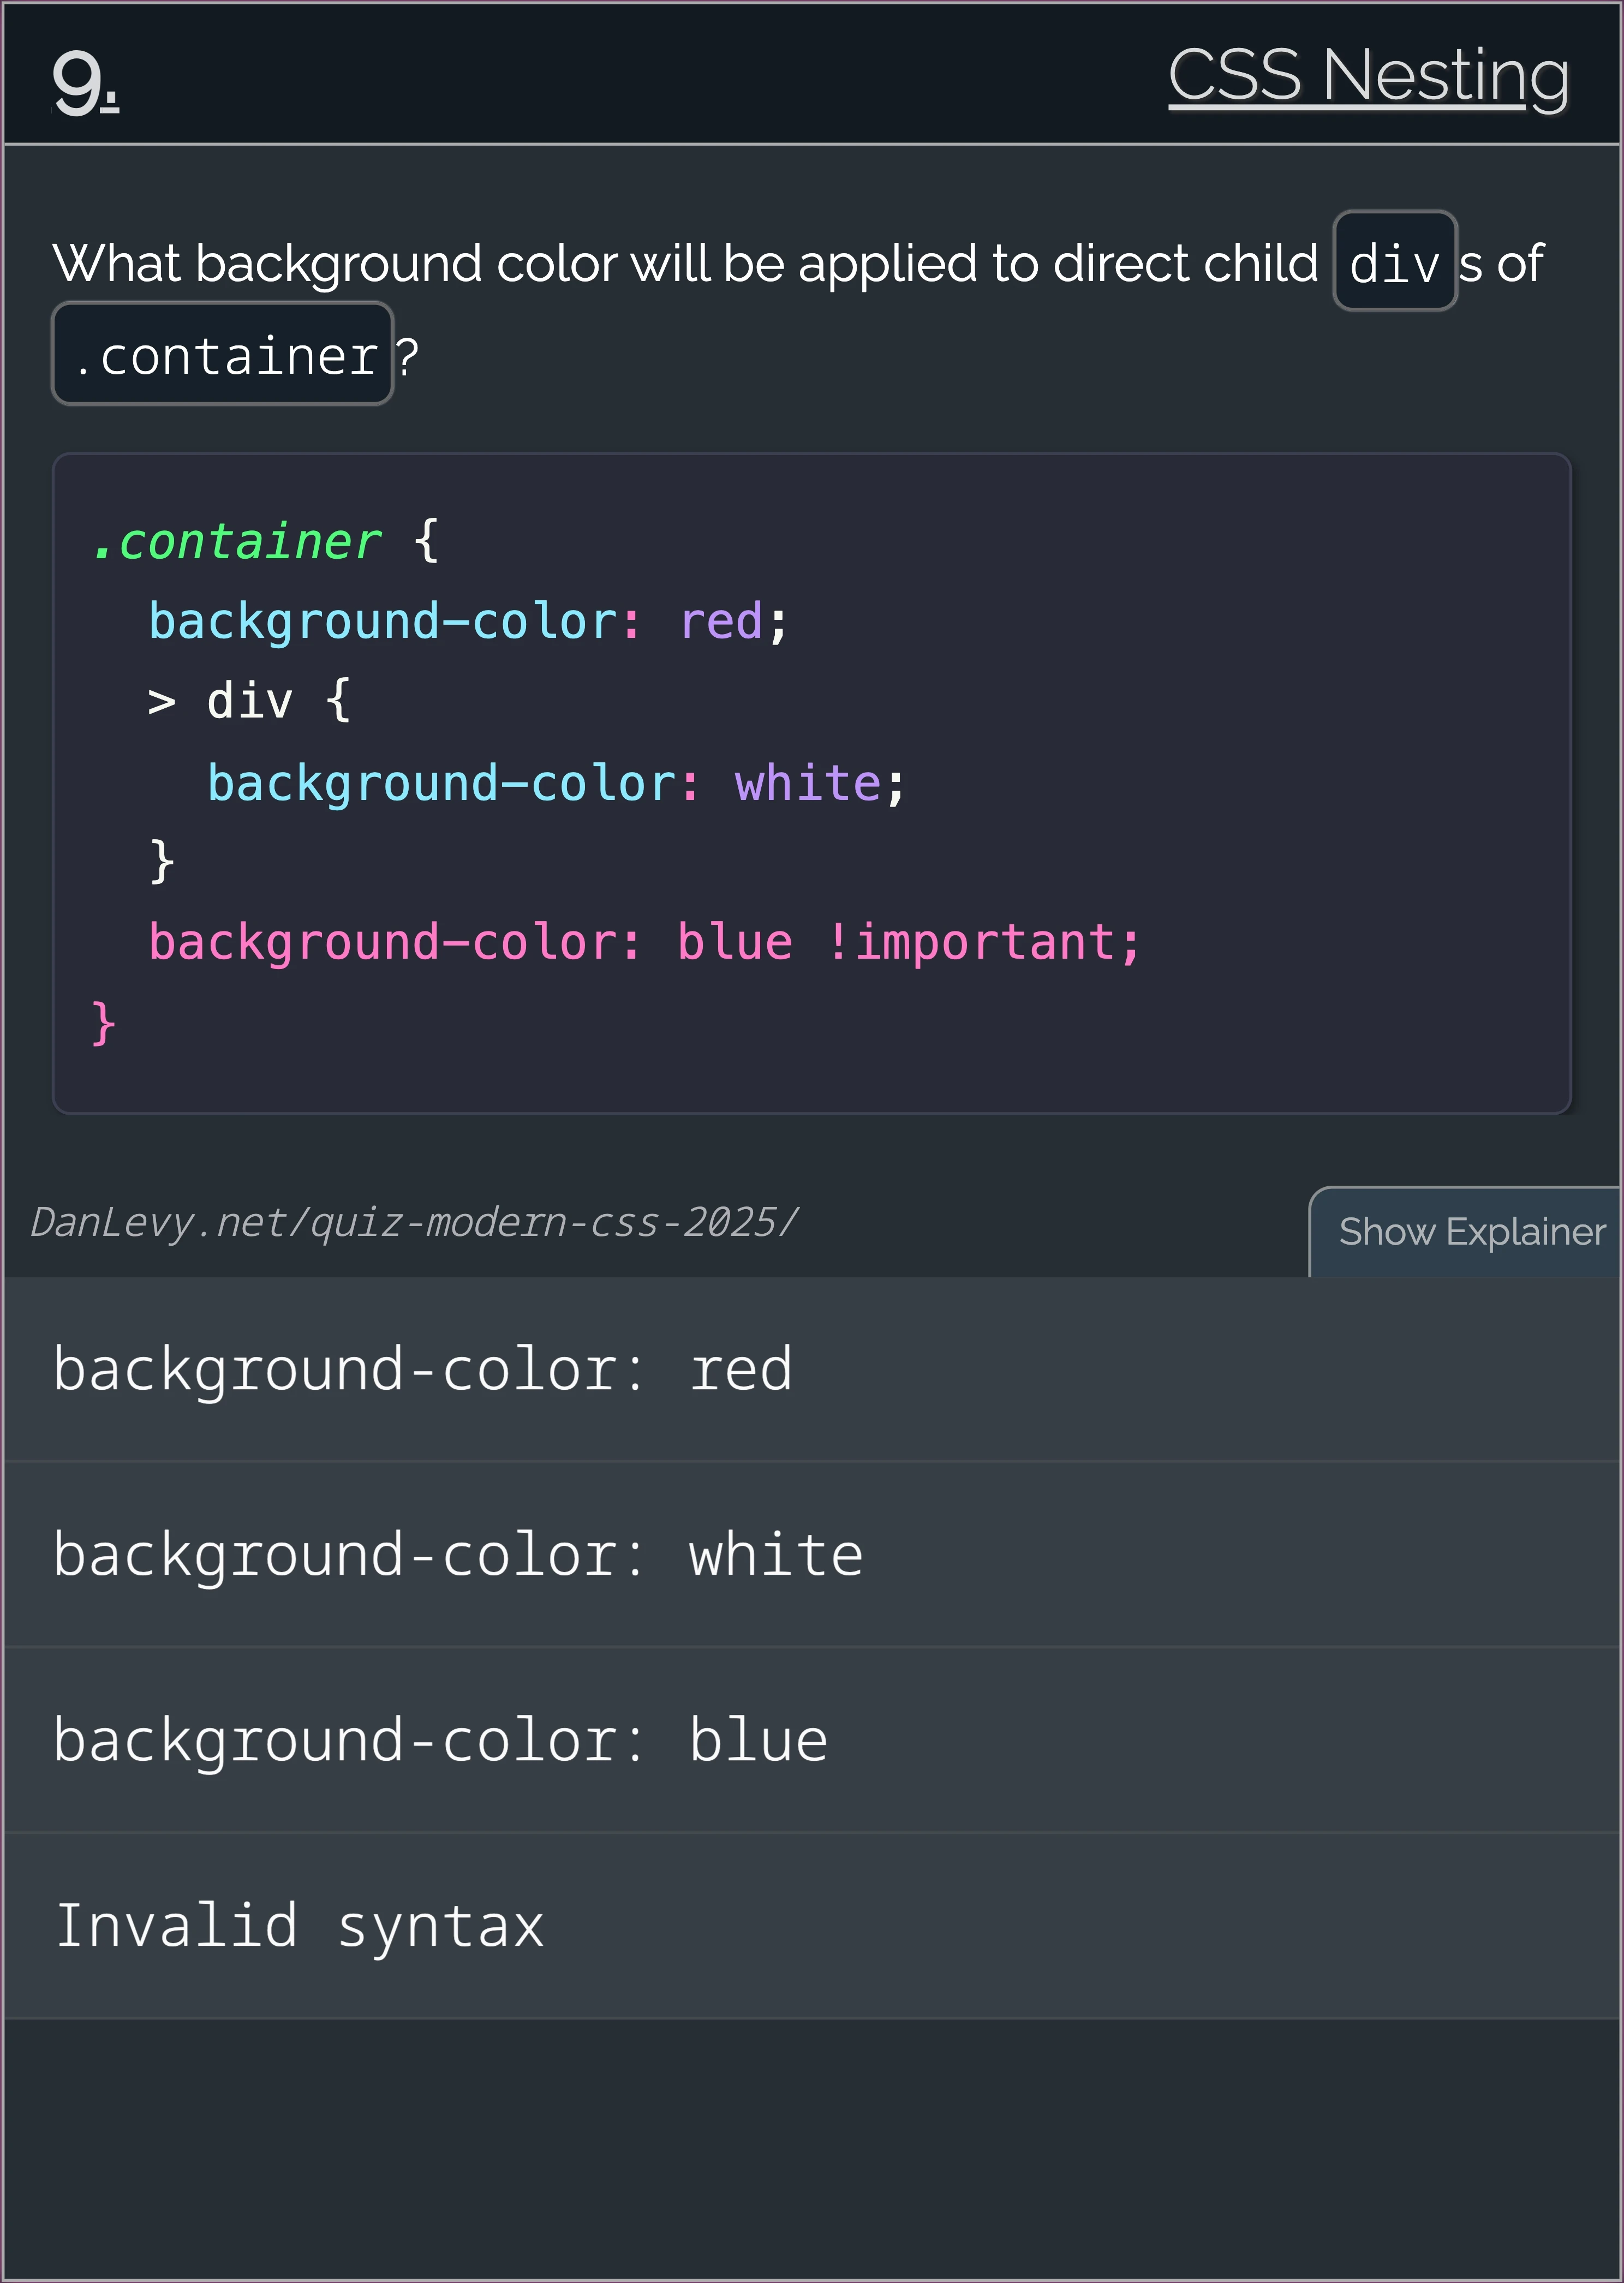 9. CSS Nesting
What background color will be applied to direct child div s of
.container ?
.container {
  background-color: red;
  > div {
    background-color: white;
  }
  background-color: blue !important;
}
DanLevy.net/quiz-modern-css-2025/
Show Explainer
background-color: red
background-color: white
background-color: blue
Invalid syntax